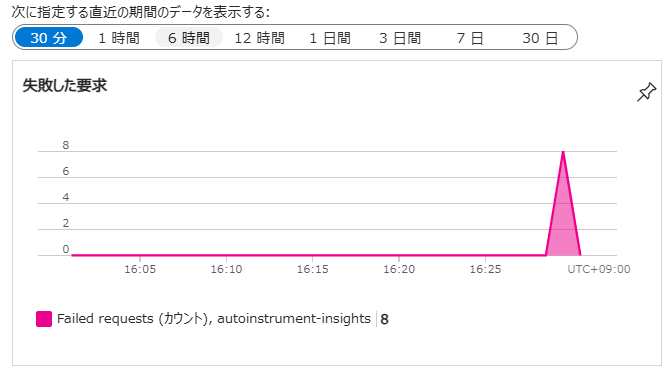 次に指定する直近の期間のデータを表示する:
30 分 1 時間 6 時間 12 時間 1 日間 3 日間 7 日 30 日
失敗した要求
8
6
4
2
0
16:05 16:10 16:15 16:20 16:25 UTC+09:00
Failed requests (カウント), autoinstrument-insights 8